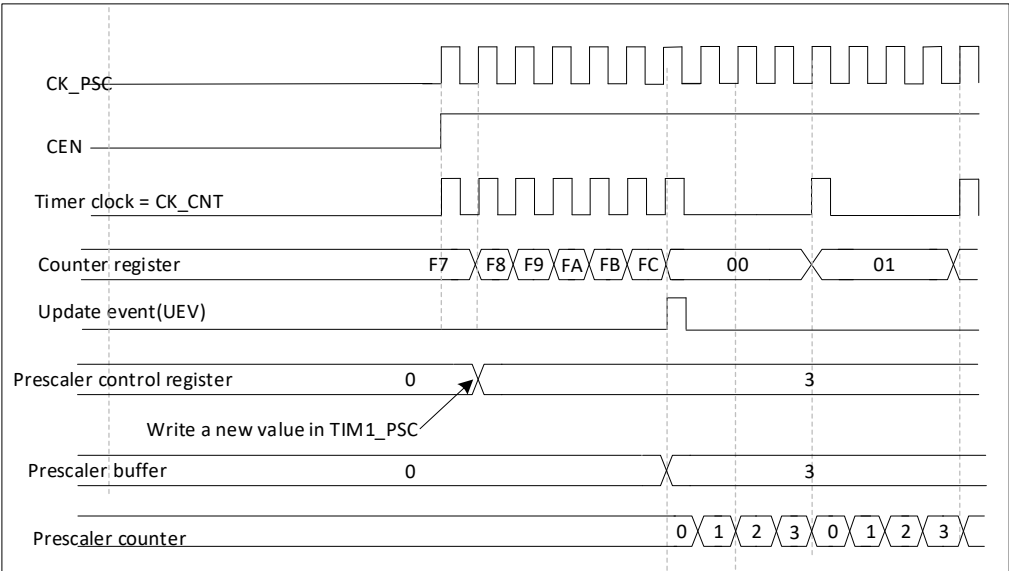 CK_PSC
CEN
Timer clock = CK_CNT
Counter register F7 F8 F9 FA FB FC 00 01
Update event(UEV)
Prescaler control register 0 3
Write a new value in TIM1_PSC
Prescaler buffer 0 3
Prescaler counter 0 1 2 3 0 1 2 3